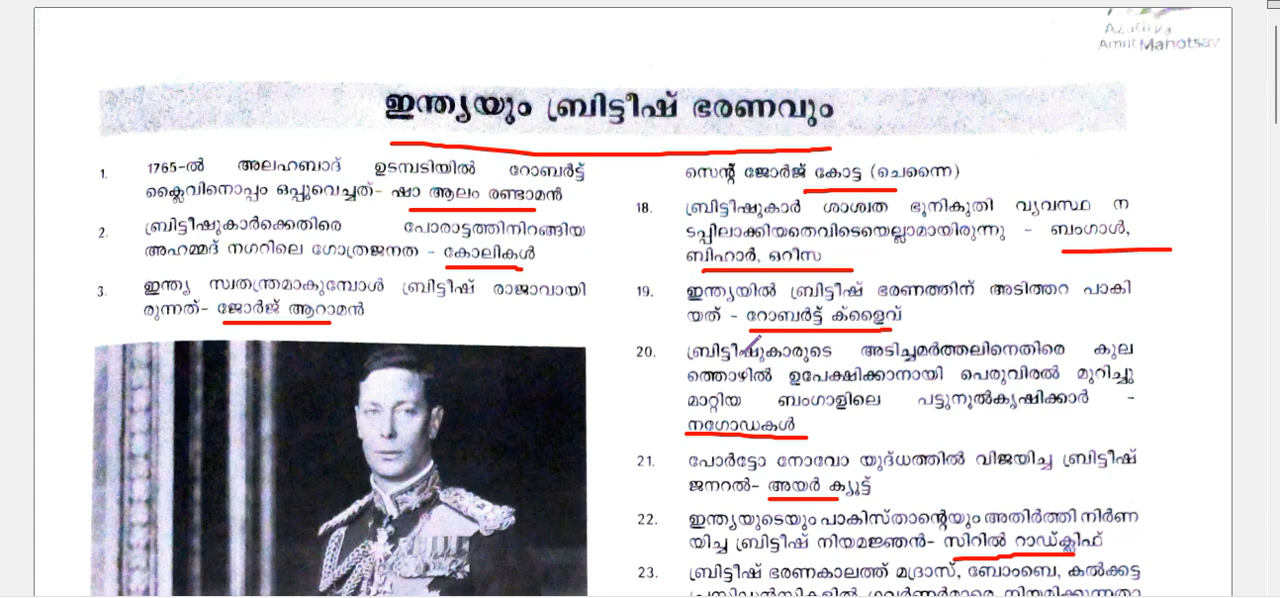 Azadi Ka
Amrit Mahotsav
ഇന്ത്യയും ബ്രിട്ടീഷ് ഭരണവും
1. 1765-ൽ അലഹബാദ് ഉടമ്പടിയിൽ റോബർട്ട്
ക്ലൈവിനൊപ്പം ഒപ്പുവെച്ചത്- ഷാ ആലം രണ്ടാമൻ
2. ബ്രിട്ടീഷുകാർക്കെതിരെ പോരാട്ടത്തിനിറങ്ങിയ
അഹമ്മദ് നഗറിലെ ഗോത്രജനത - കോലികൾ
3. ഇന്ത്യ സ്വതന്ത്രമാകുമ്പോൾ ബ്രിട്ടീഷ് രാജാവായി
രുന്നത്- ജോർജ് ആറാമൻ
സെന്റ് ജോർജ് കോട്ട (ചെന്നൈ)
18. ബ്രിട്ടീഷുകാർ ശാശ്വത ഭൂനികുതി വ്യവസ്ഥ ന
ടപ്പിലാക്കിയതെവിടെയെല്ലാമായിരുന്നു - ബംഗാൾ,
ബിഹാർ, ഒറീസ
19. ഇന്ത്യയിൽ ബ്രിട്ടീഷ് ഭരണത്തിന് അടിത്തറ പാകി
യത് - റോബർട്ട് ക്ളൈവ്
20. ബ്രിട്ടീഷുകാരുടെ അടിച്ചമർത്തലിനെതിരെ കുല
ത്തൊഴിൽ ഉപേക്ഷിക്കാനായി പെരുവിരൽ മുറിച്ചു
മാറ്റിയ ബംഗാളിലെ പട്ടുനൂൽകൃഷിക്കാർ -
നഗോഡകൾ
21. പോർട്ടോ നോവോ യുദ്ധത്തിൽ വിജയിച്ച ബ്രിട്ടീഷ്
ജനറൽ- അയർ ക്യൂട്ട്
22. ഇന്ത്യയുടെയും പാകിസ്താന്റെയും അതിർത്തി നിർണ
യിച്ച ബ്രിട്ടീഷ് നിയമജ്ഞൻ- സിറിൽ റാഡ്ക്ലിഫ്
23. ബ്രിട്ടീഷ് ഭരണകാലത്ത് മദ്രാസ്, ബോംബെ, കൽക്കട്ട